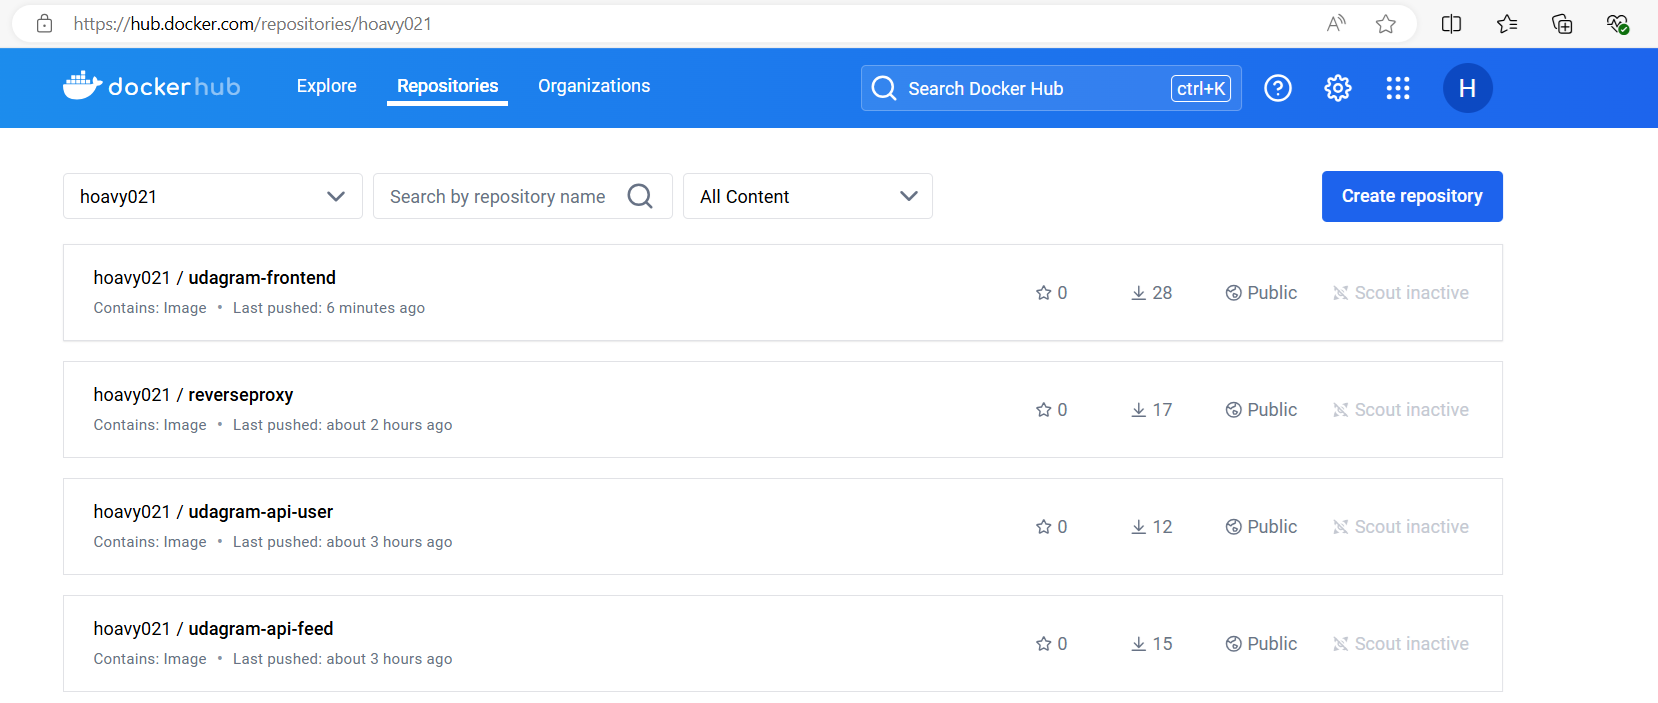 https://hub.docker.com/repositories/hoavy021
dockerhub Explore Repositories Organizations Search Docker Hub ctrl+K H
hoavy021 Search by repository name All Content Create repository
hoavy021 / udagram-frontend
Contains: Image • Last pushed: 6 minutes ago
0 28 Public Scout inactive
hoavy021 / reverseproxy
Contains: Image • Last pushed: about 2 hours ago
0 17 Public Scout inactive
hoavy021 / udagram-api-user
Contains: Image • Last pushed: about 3 hours ago
0 12 Public Scout inactive
hoavy021 / udagram-api-feed
Contains: Image • Last pushed: about 3 hours ago
0 15 Public Scout inactive